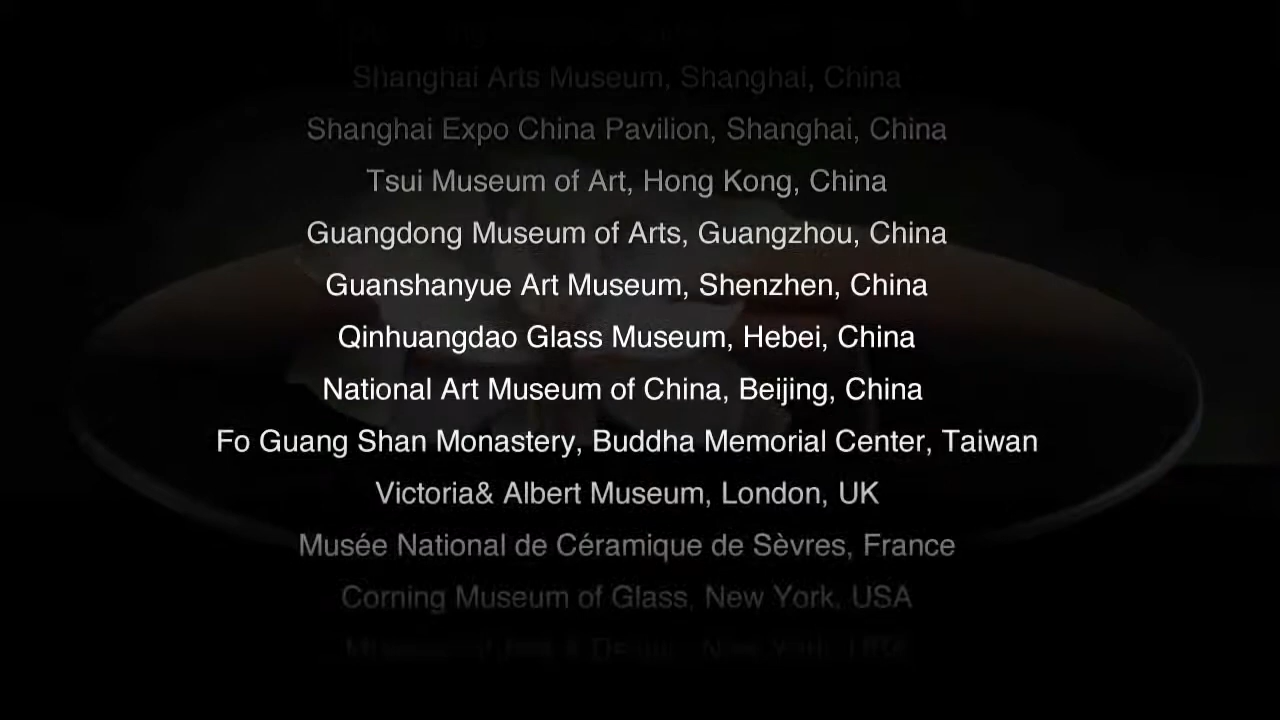 Shanghai Arts Museum, Shanghai, China
Shanghai Expo China Pavilion, Shanghai, China
Tsui Museum of Art, Hong Kong, China
Guangdong Museum of Arts, Guangzhou, China
Guanshanyue Art Museum, Shenzhen, China
Qinhuangdao Glass Museum, Hebei, China
National Art Museum of China, Beijing, China
Fo Guang Shan Monastery, Buddha Memorial Center, Taiwan
Victoria& Albert Museum, London, UK
Musée National de Céramique de Sèvres, France
Corning Museum of Glass, New York, USA
New York, USA